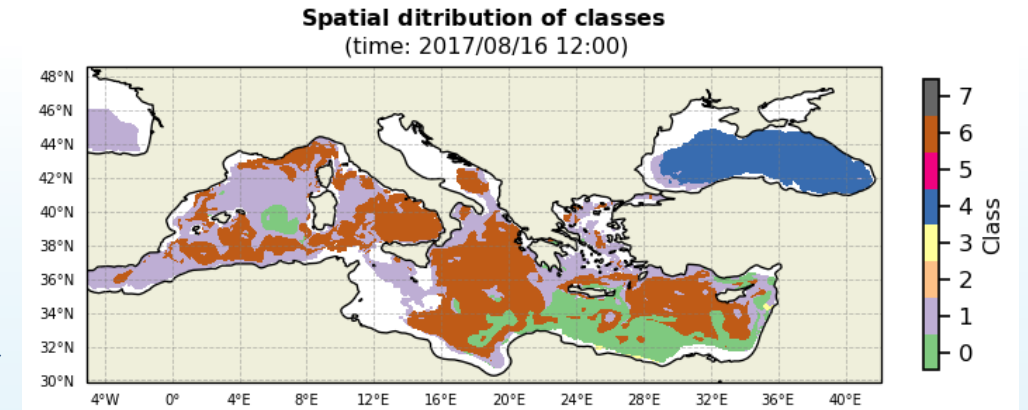 Spatial ditribution of classes
(time: 2017/08/16 12:00)
48°N
46°N
44°N
42°N
40°N
38°N
36°N
34°N
32°N
30°N
4°W 0° 4°E 8°E 12°E 16°E 20°E 24°E 28°E 32°E 36°E 40°E
7
6
5
4
3
2
1
0
Class